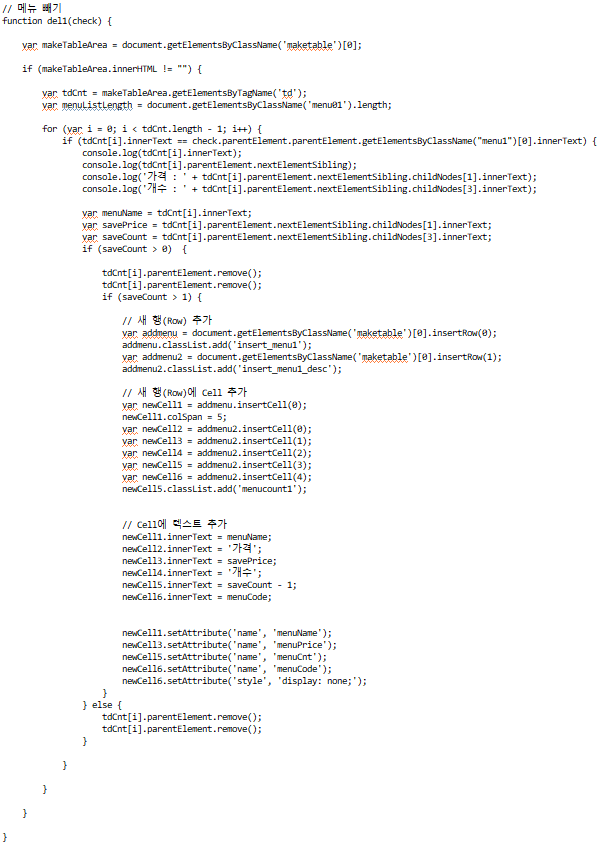 // 메뉴 빼기
function del1(check) {
var makeTableArea = document.getElementsByClassName('maketable')[0];
if (makeTableArea.innerHTML != "") {
var tdCnt = makeTableArea.getElementsByTagName('td');
var menuListLength = document.getElementsByClassName('menu01').length;
for (var i = 0; i < tdCnt.length - 1; i++) {
if (tdCnt[i].innerText == check.parentElement.parentElement.getElementsByClassName("menu1")[0].innerText) {
console.log(tdCnt[i].innerText);
console.log(tdCnt[i].parentElement.nextElementSibling);
console.log('가격 : ' + tdCnt[i].parentElement.nextElementSibling.childNodes[1].innerText);
console.log('개수 : ' + tdCnt[i].parentElement.nextElementSibling.childNodes[3].innerText);
var menuName = tdCnt[i].innerText;
var savePrice = tdCnt[i].parentElement.nextElementSibling.childNodes[1].innerText;
var saveCount = tdCnt[i].parentElement.nextElementSibling.childNodes[3].innerText;
if (saveCount > 0)  {
tdCnt[i].parentElement.remove();
tdCnt[i].parentElement.remove();
if (saveCount > 1) {
// 새 행(Row) 추가
var addmenu = document.getElementsByClassName('maketable')[0].insertRow(0);
addmenu.classList.add('insert_menu1');
var addmenu2 = document.getElementsByClassName('maketable')[0].insertRow(1);
addmenu2.classList.add('insert_menu1_desc');
// 새 행(Row)에 Cell 추가
var newCell1 = addmenu.insertCell(0);
newCell1.colSpan = 5;
var newCell2 = addmenu2.insertCell(0);
var newCell3 = addmenu2.insertCell(1);
var newCell4 = addmenu2.insertCell(2);
var newCell5 = addmenu2.insertCell(3);
var newCell6 = addmenu2.insertCell(4);
newCell5.classList.add('menucount1');
// Cell에 텍스트 추가
newCell1.innerText = menuName;
newCell2.innerText = '가격';
newCell3.innerText = savePrice;
newCell4.innerText = '개수';
newCell5.innerText = saveCount - 1;
newCell6.innerText = menuCode;
newCell1.setAttribute('name', 'menuName');
newCell3.setAttribute('name', 'menuPrice');
newCell5.setAttribute('name', 'menuCnt');
newCell6.setAttribute('name', 'menuCode');
newCell6.setAttribute('style', 'display: none;');
}
} else {
tdCnt[i].parentElement.remove();
tdCnt[i].parentElement.remove();
}
}
}
}
}